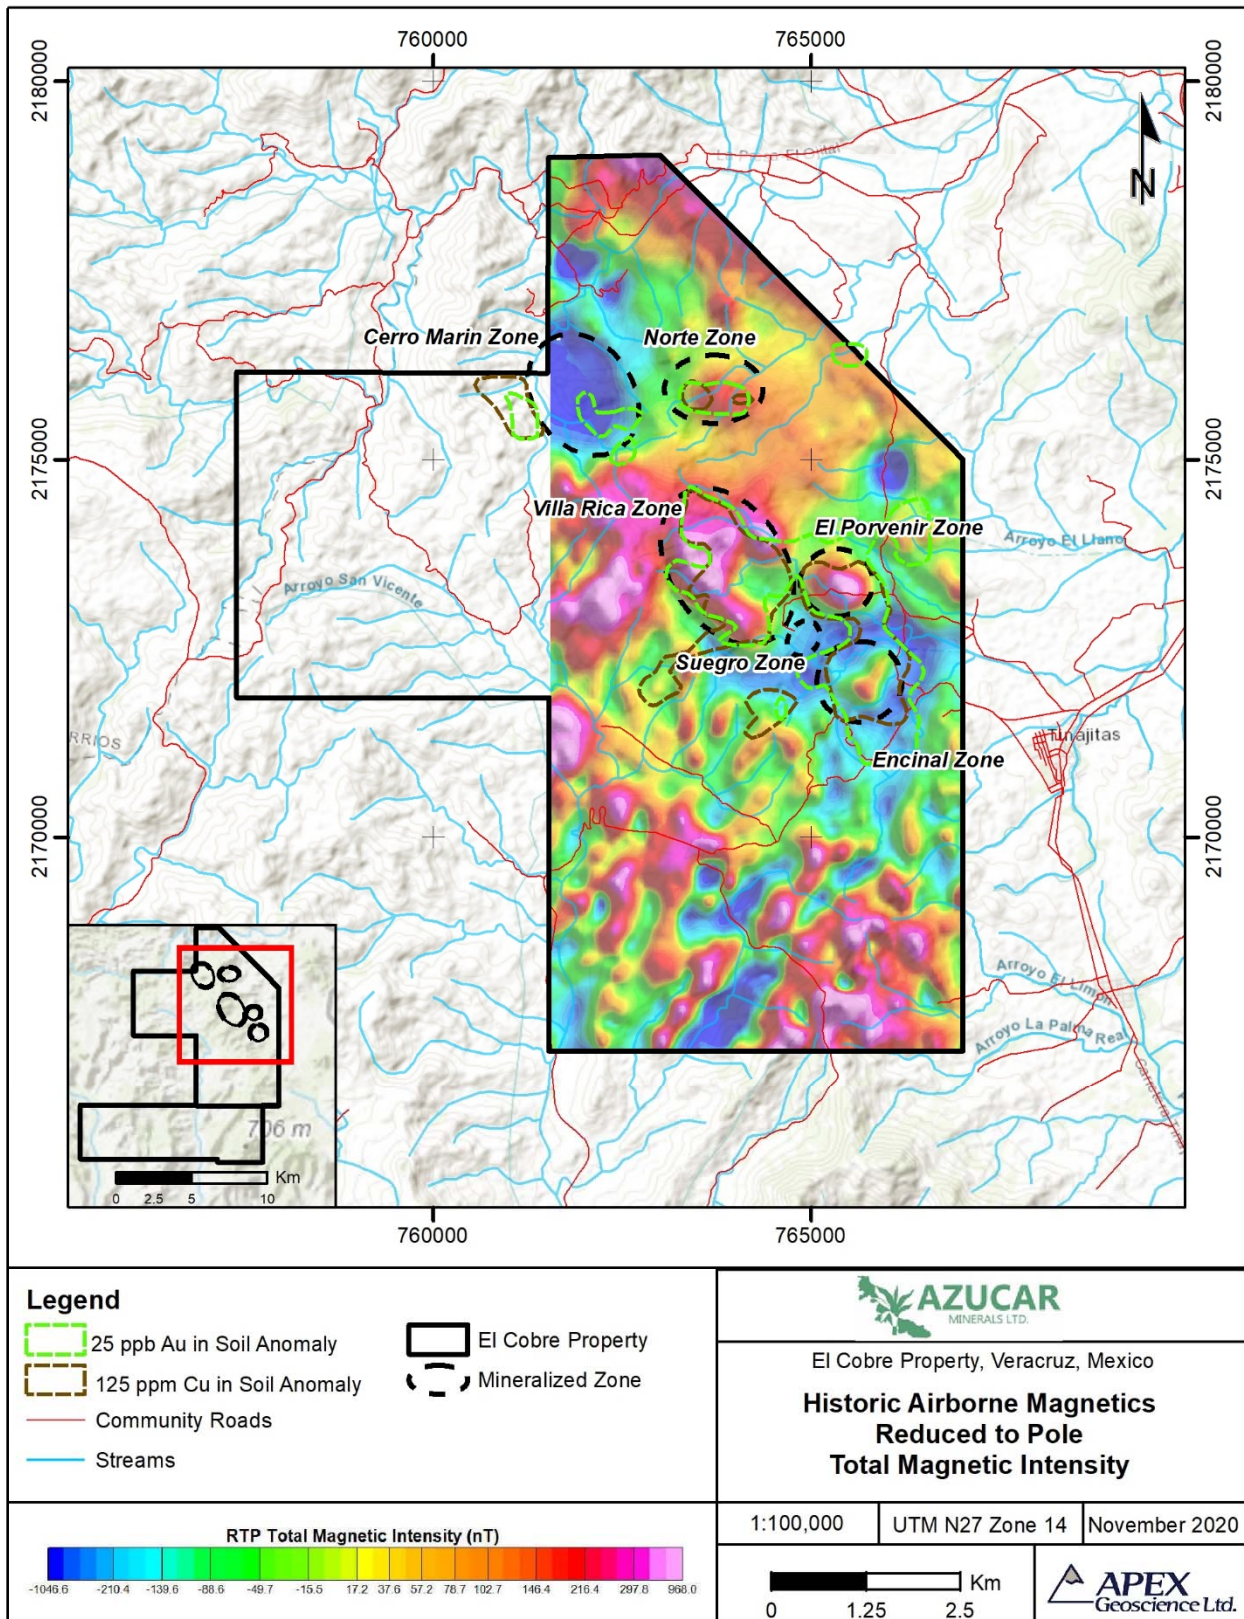 760000
765000
2180000
2180000
La Posa El Ojital
N
Cerro Marin Zone
Norte Zone
2175000
2175000
Villa Rica Zone
El Porvenir Zone
Arroyo El Llano
Arroyo San Vicente
Suegro Zone
RRIOS
Tinajitas
Encinal Zone
2170000
2170000
Arroyo El Limon
Arroyo La Palma Real
706 m
Km
0 2.5 5 10
760000
765000
Legend
25 ppb Au in Soil Anomaly
125 ppm Cu in Soil Anomaly
Community Roads
Streams
El Cobre Property
Mineralized Zone
AZUCAR
MINERALS LTD.
El Cobre Property, Veracruz, Mexico
Historic Airborne Magnetics
Reduced to Pole
Total Magnetic Intensity
RTP Total Magnetic Intensity (nT)
-1046.6 -210.4 -139.6 -88.6 -49.7 -15.5 17.2 37.6 57.2 78.7 102.7 146.4 216.4 297.8 968.0
1:100,000
UTM N27 Zone 14
November 2020
Km
0 1.25 2.5
APEX
Geoscience Ltd.